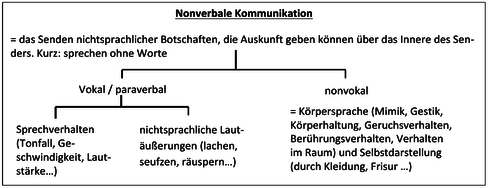 Nonverbale Kommunikation
= das Senden nichtsprachlicher Botschaften, die Auskunft geben können über das Innere des Sen-
ders. Kurz: sprechen ohne Worte
Vokal / paraverbal
nonvokal
Sprechverhalten
(Tonfall, Ge-
schwindigkeit, Laut-
stärke...)
nichtsprachliche Laut-
äußerungen (lachen,
seufzen, räuspern...)
= Körpersprache (Mimik, Gestik,
Körperhaltung, Geruchsverhalten,
Berührungsverhalten, Verhalten
im Raum) und Selbstdarstellung
(durch Kleidung, Frisur ...)